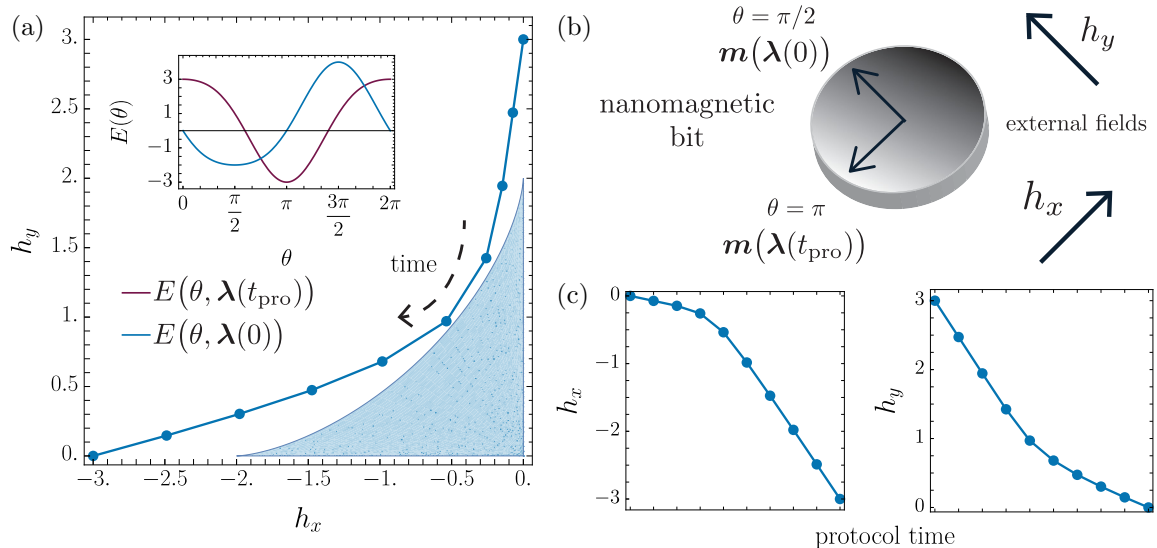 (a)
3.
2.5
2.
1.5
1.
0.5
0.
h_y
−3.
−2.5
−2.
−1.5
−1.
−0.5
0.
h_x
E(θ)
3
1
−1
−3
0
π/2
π
3π/2
2π
θ
time
E(θ, λ(t_pro))
E(θ, λ(0))
(b)
θ = π/2
m(λ(0))
nanomagnetic
bit
θ = π
m(λ(t_pro))
h_y
external fields
h_x
(c)
0
−1
−2
−3
h_x
3
2
1
0
h_y
protocol time